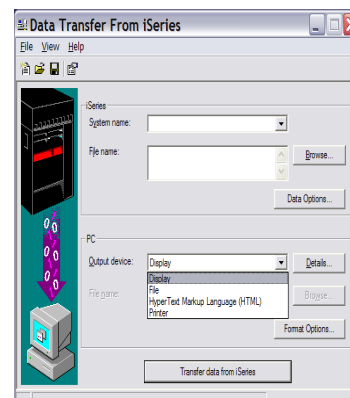 Data Transfer From iSeries
File View Help
iSeries
System name:
File name:
Browse...
Data Options...
PC
Output device: Display Details...
Display
File
HyperText Markup Language (HTML)
Printer
File name: Browse...
Format Options...
Transfer data from iSeries